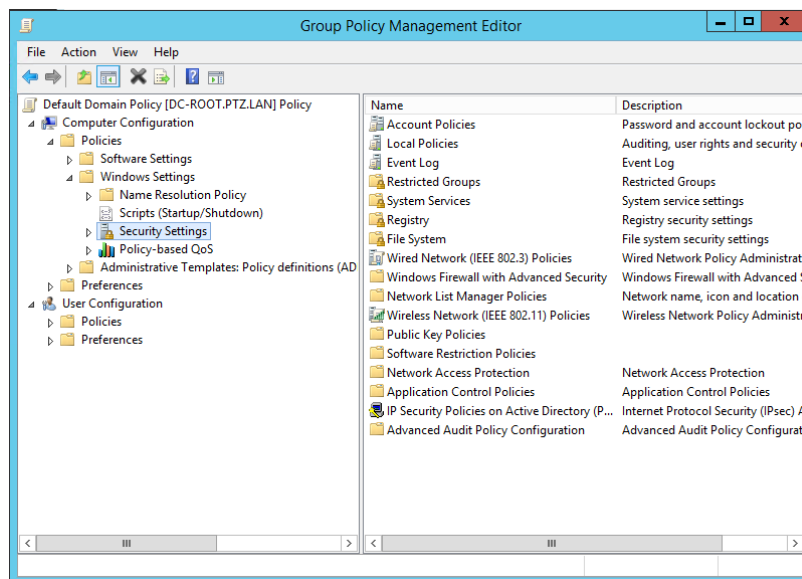 Group Policy Management Editor
File Action View Help
Default Domain Policy [DC-ROOT.PTZ.LAN] Policy
Computer Configuration
Policies
Software Settings
Windows Settings
Name Resolution Policy
Scripts (Startup/Shutdown)
Security Settings
Policy-based QoS
Administrative Templates: Policy definitions (AD
Preferences
User Configuration
Policies
Preferences
Name Description
Account Policies Password and account lockout po
Local Policies Auditing, user rights and security
Event Log Event Log
Restricted Groups Restricted Groups
System Services System service settings
Registry Registry security settings
File System File system security settings
Wired Network (IEEE 802.3) Policies Wired Network Policy Administrat
Windows Firewall with Advanced Security Windows Firewall with Advanced
Network List Manager Policies Network name, icon and location
Wireless Network (IEEE 802.11) Policies Wireless Network Policy Administ
Public Key Policies
Software Restriction Policies
Network Access Protection Network Access Protection
Application Control Policies Application Control Policies
IP Security Policies on Active Directory (P... Internet Protocol Security (IPsec)
Advanced Audit Policy Configuration Advanced Audit Policy Configurat